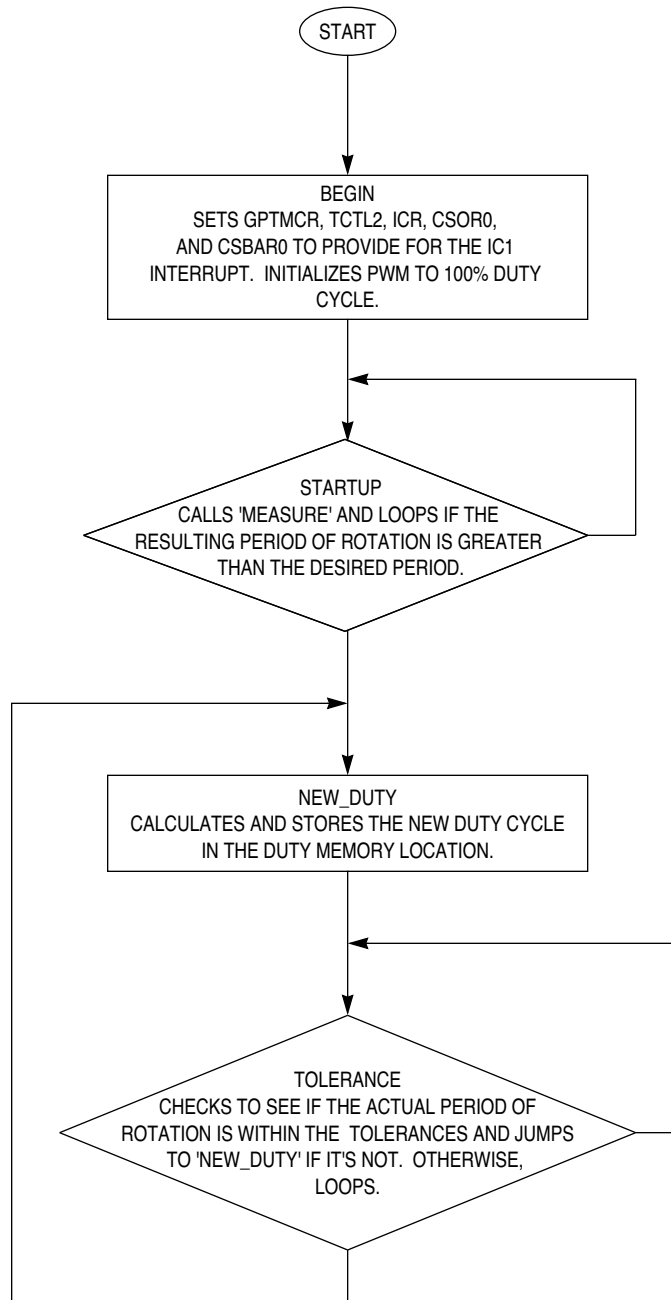 START
BEGIN
SETS GPTMCR, TCTL2, ICR, CSOR0,
AND CSBAR0 TO PROVIDE FOR THE IC1
INTERRUPT. INITIALIZES PWM TO 100% DUTY
CYCLE.
STARTUP
CALLS 'MEASURE' AND LOOPS IF THE
RESULTING PERIOD OF ROTATION IS GREATER
THAN THE DESIRED PERIOD.
NEW_DUTY
CALCULATES AND STORES THE NEW DUTY CYCLE
IN THE DUTY MEMORY LOCATION.
TOLERANCE
CHECKS TO SEE IF THE ACTUAL PERIOD OF
ROTATION IS WITHIN THE TOLERANCES AND JUMPS
TO 'NEW_DUTY' IF IT'S NOT. OTHERWISE,
LOOPS.